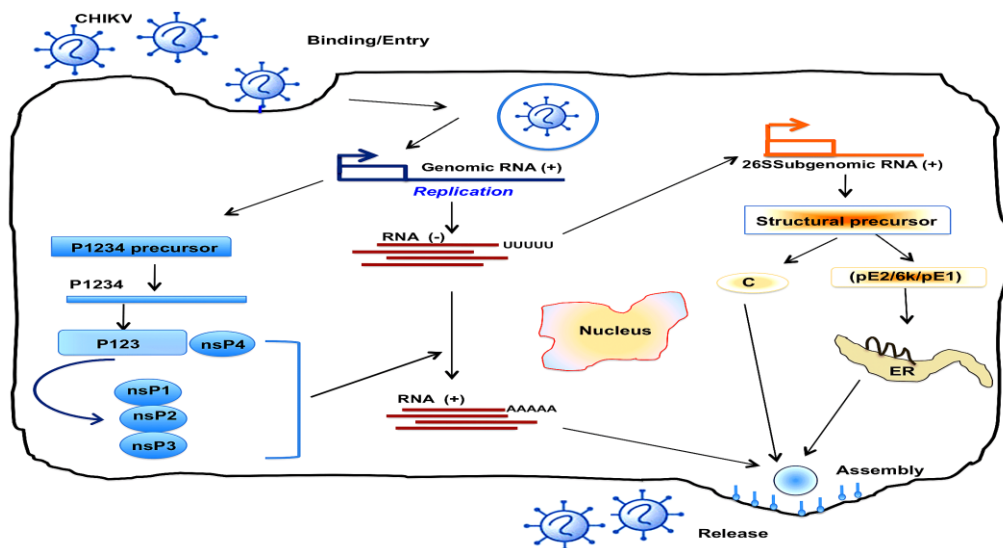 CHIKV
Binding/Entry
Genomic RNA (+)
Replication
26SSubgenomic RNA (+)
Structural precursor
RNA (-)
UUUUU
P1234 precursor
P1234
C
(pE2/6k/pE1)
P123
nsP4
Nucleus
ER
nsP1
nsP2
nsP3
RNA (+)
AAAAA
Assembly
Release